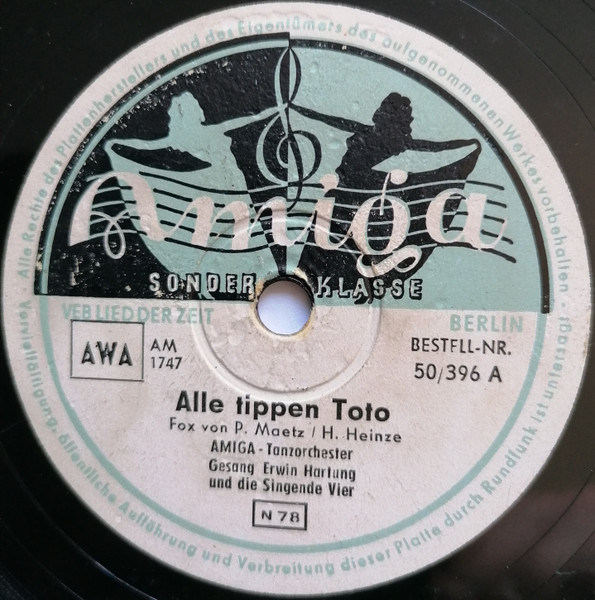 Alle Rechte des Plattenherstellers und des Eigentümers des aufgenommenen Werkes vorbehalten · Vervielfältigung, öffentliche Aufführung und Verbreitung dieser Platte durch Rundfunk ist untersagt ·
Amiga
SONDER KLASSE
VEB LIED DER ZEIT BERLIN
AWA
AM
1747
BESTELL-NR.
50/396 A
Alle tippen Toto
Fox von P. Maetz / H. Heinze
AMIGA - Tanzorchester
Gesang Erwin Hartung
und die Singende Vier
N 78